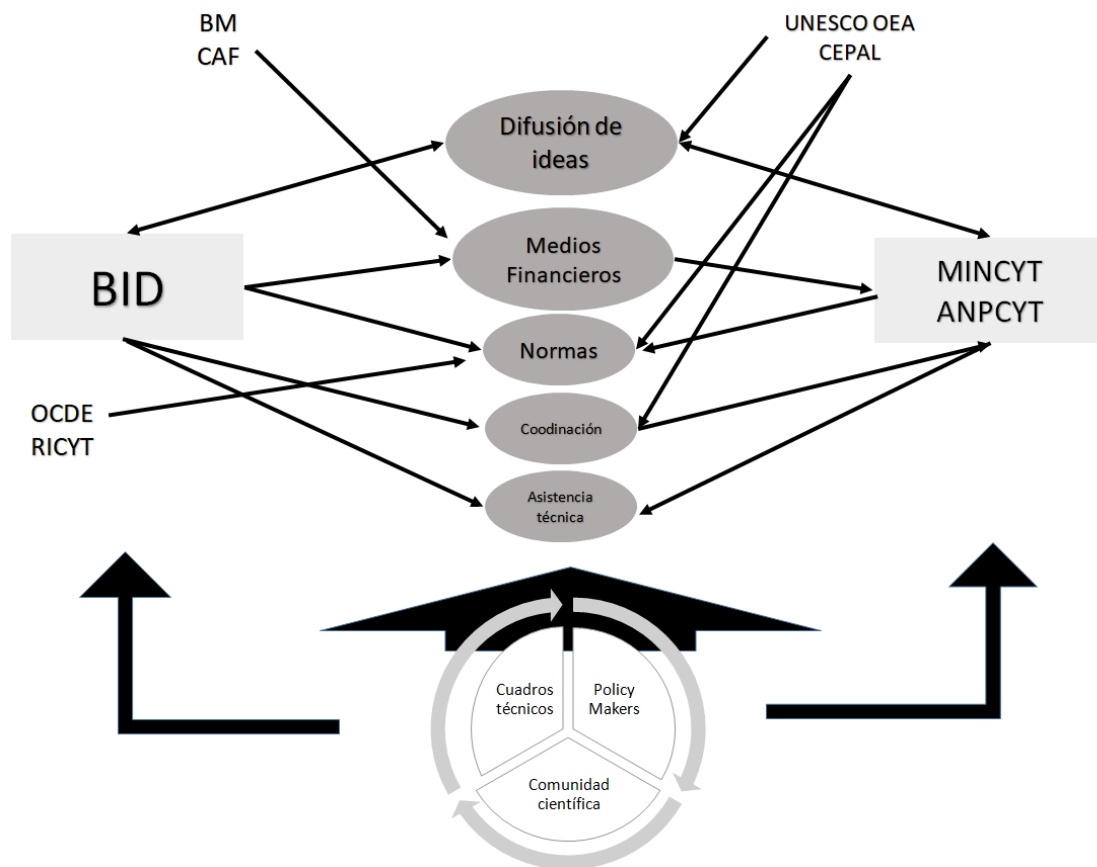 BM
CAF
UNESCO OEA
CEPAL
Difusión de
ideas
BID
Medios
Financieros
MINCYT
ANPCYT
Normas
OCDE
RICYT
Coodinación
Asistencia
técnica
Cuadros
técnicos
Policy
Makers
Comunidad
científica